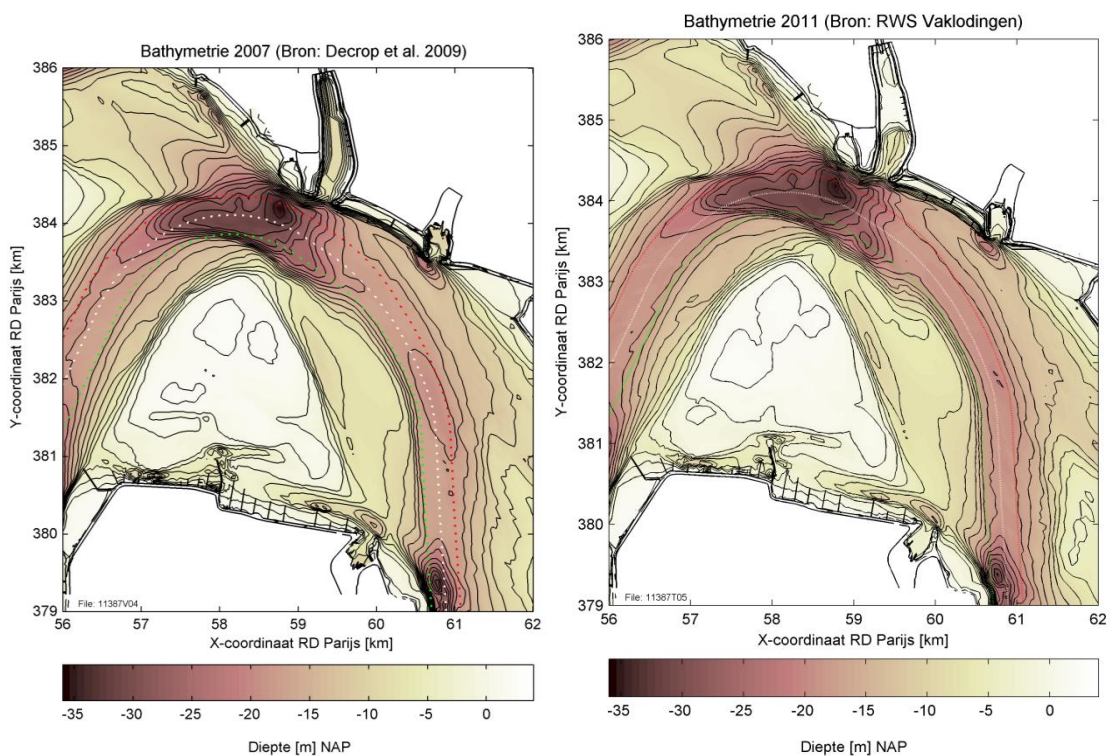 Bathymetrie 2007 (Bron: Decrop et al. 2009)
386
385
384
383
382
381
380
379
Y-coordinaat RD Parijs [km]
File: 11387V04
56 57 58 59 60 61 62
X-coordinaat RD Parijs [km]
-35 -30 -25 -20 -15 -10 -5 0
Diepte [m] NAP
Bathymetrie 2011 (Bron: RWS Vaklodingen)
386
385
384
383
382
381
380
379
Y-coordinaat RD Parijs [km]
File: 11387T05
56 57 58 59 60 61 62
X-coordinaat RD Parijs [km]
-35 -30 -25 -20 -15 -10 -5 0
Diepte [m] NAP